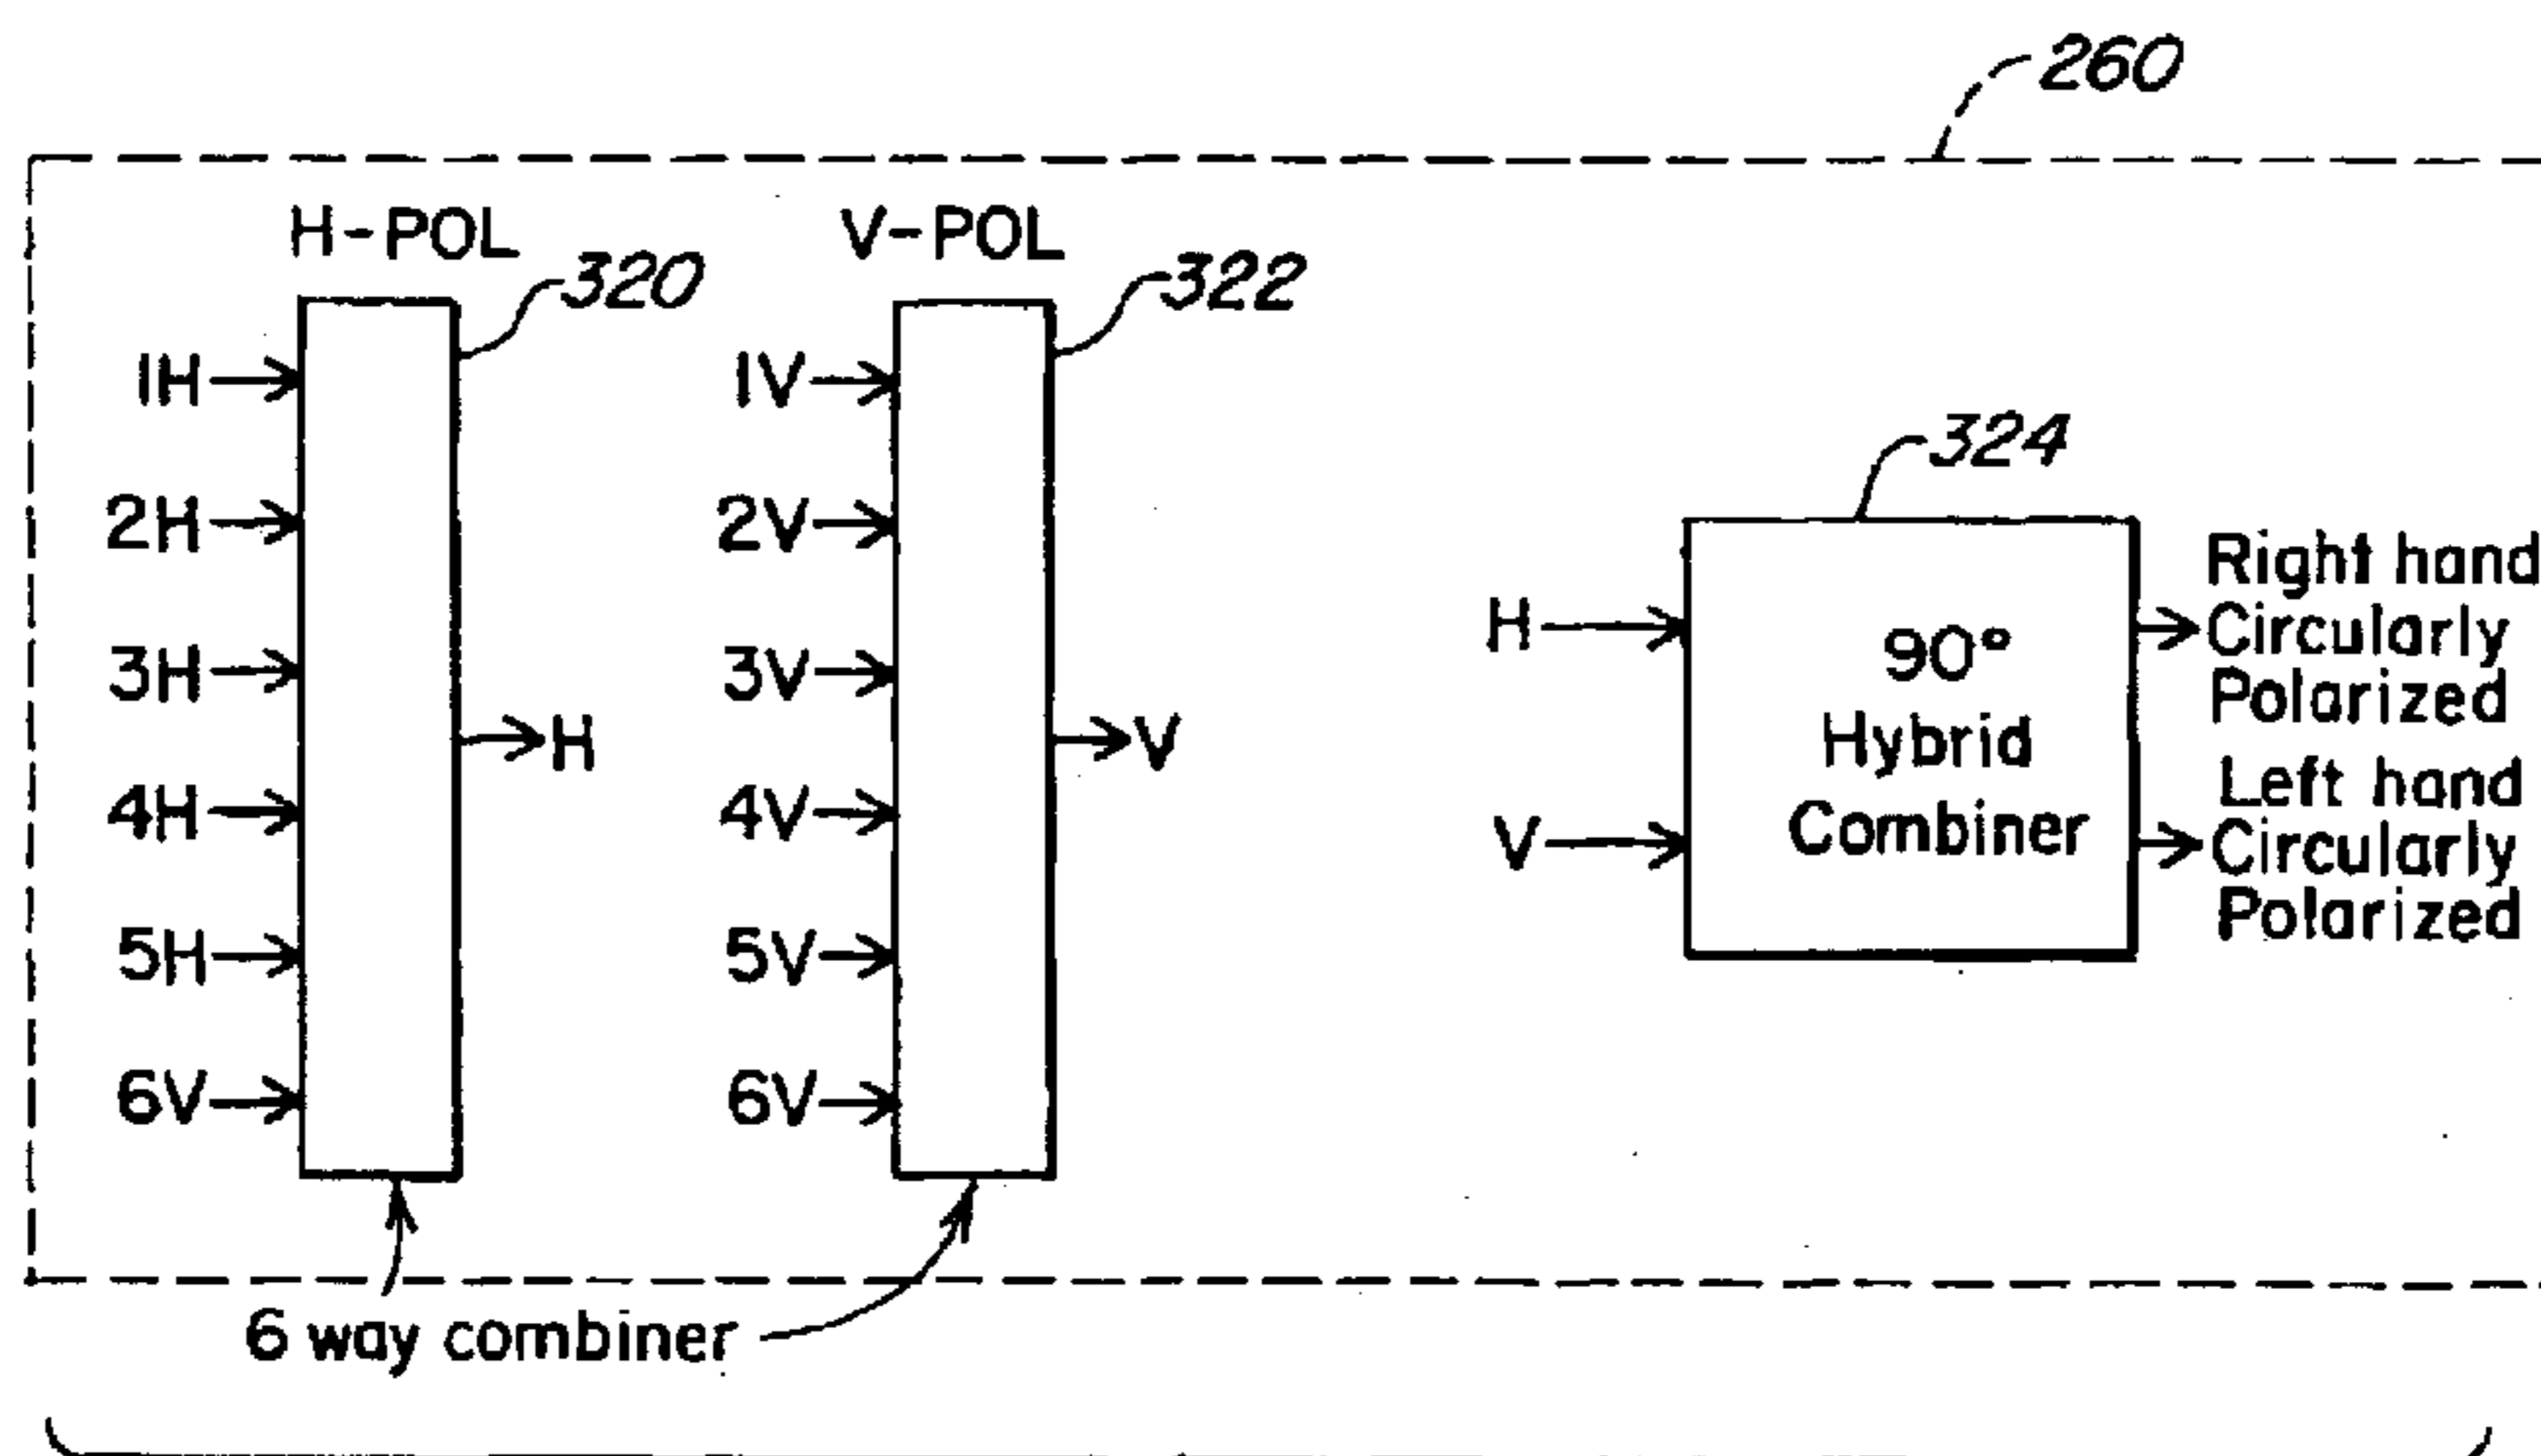 260
H-POL
320
1H
2H
3H
4H
5H
6V
H
V-POL
322
1V
2V
3V
4V
5V
6V
V
324
H
V
90°
Hybrid
Combiner
Right hand
Circularly
Polarized
Left hand
Circularly
Polarized
6 way combiner